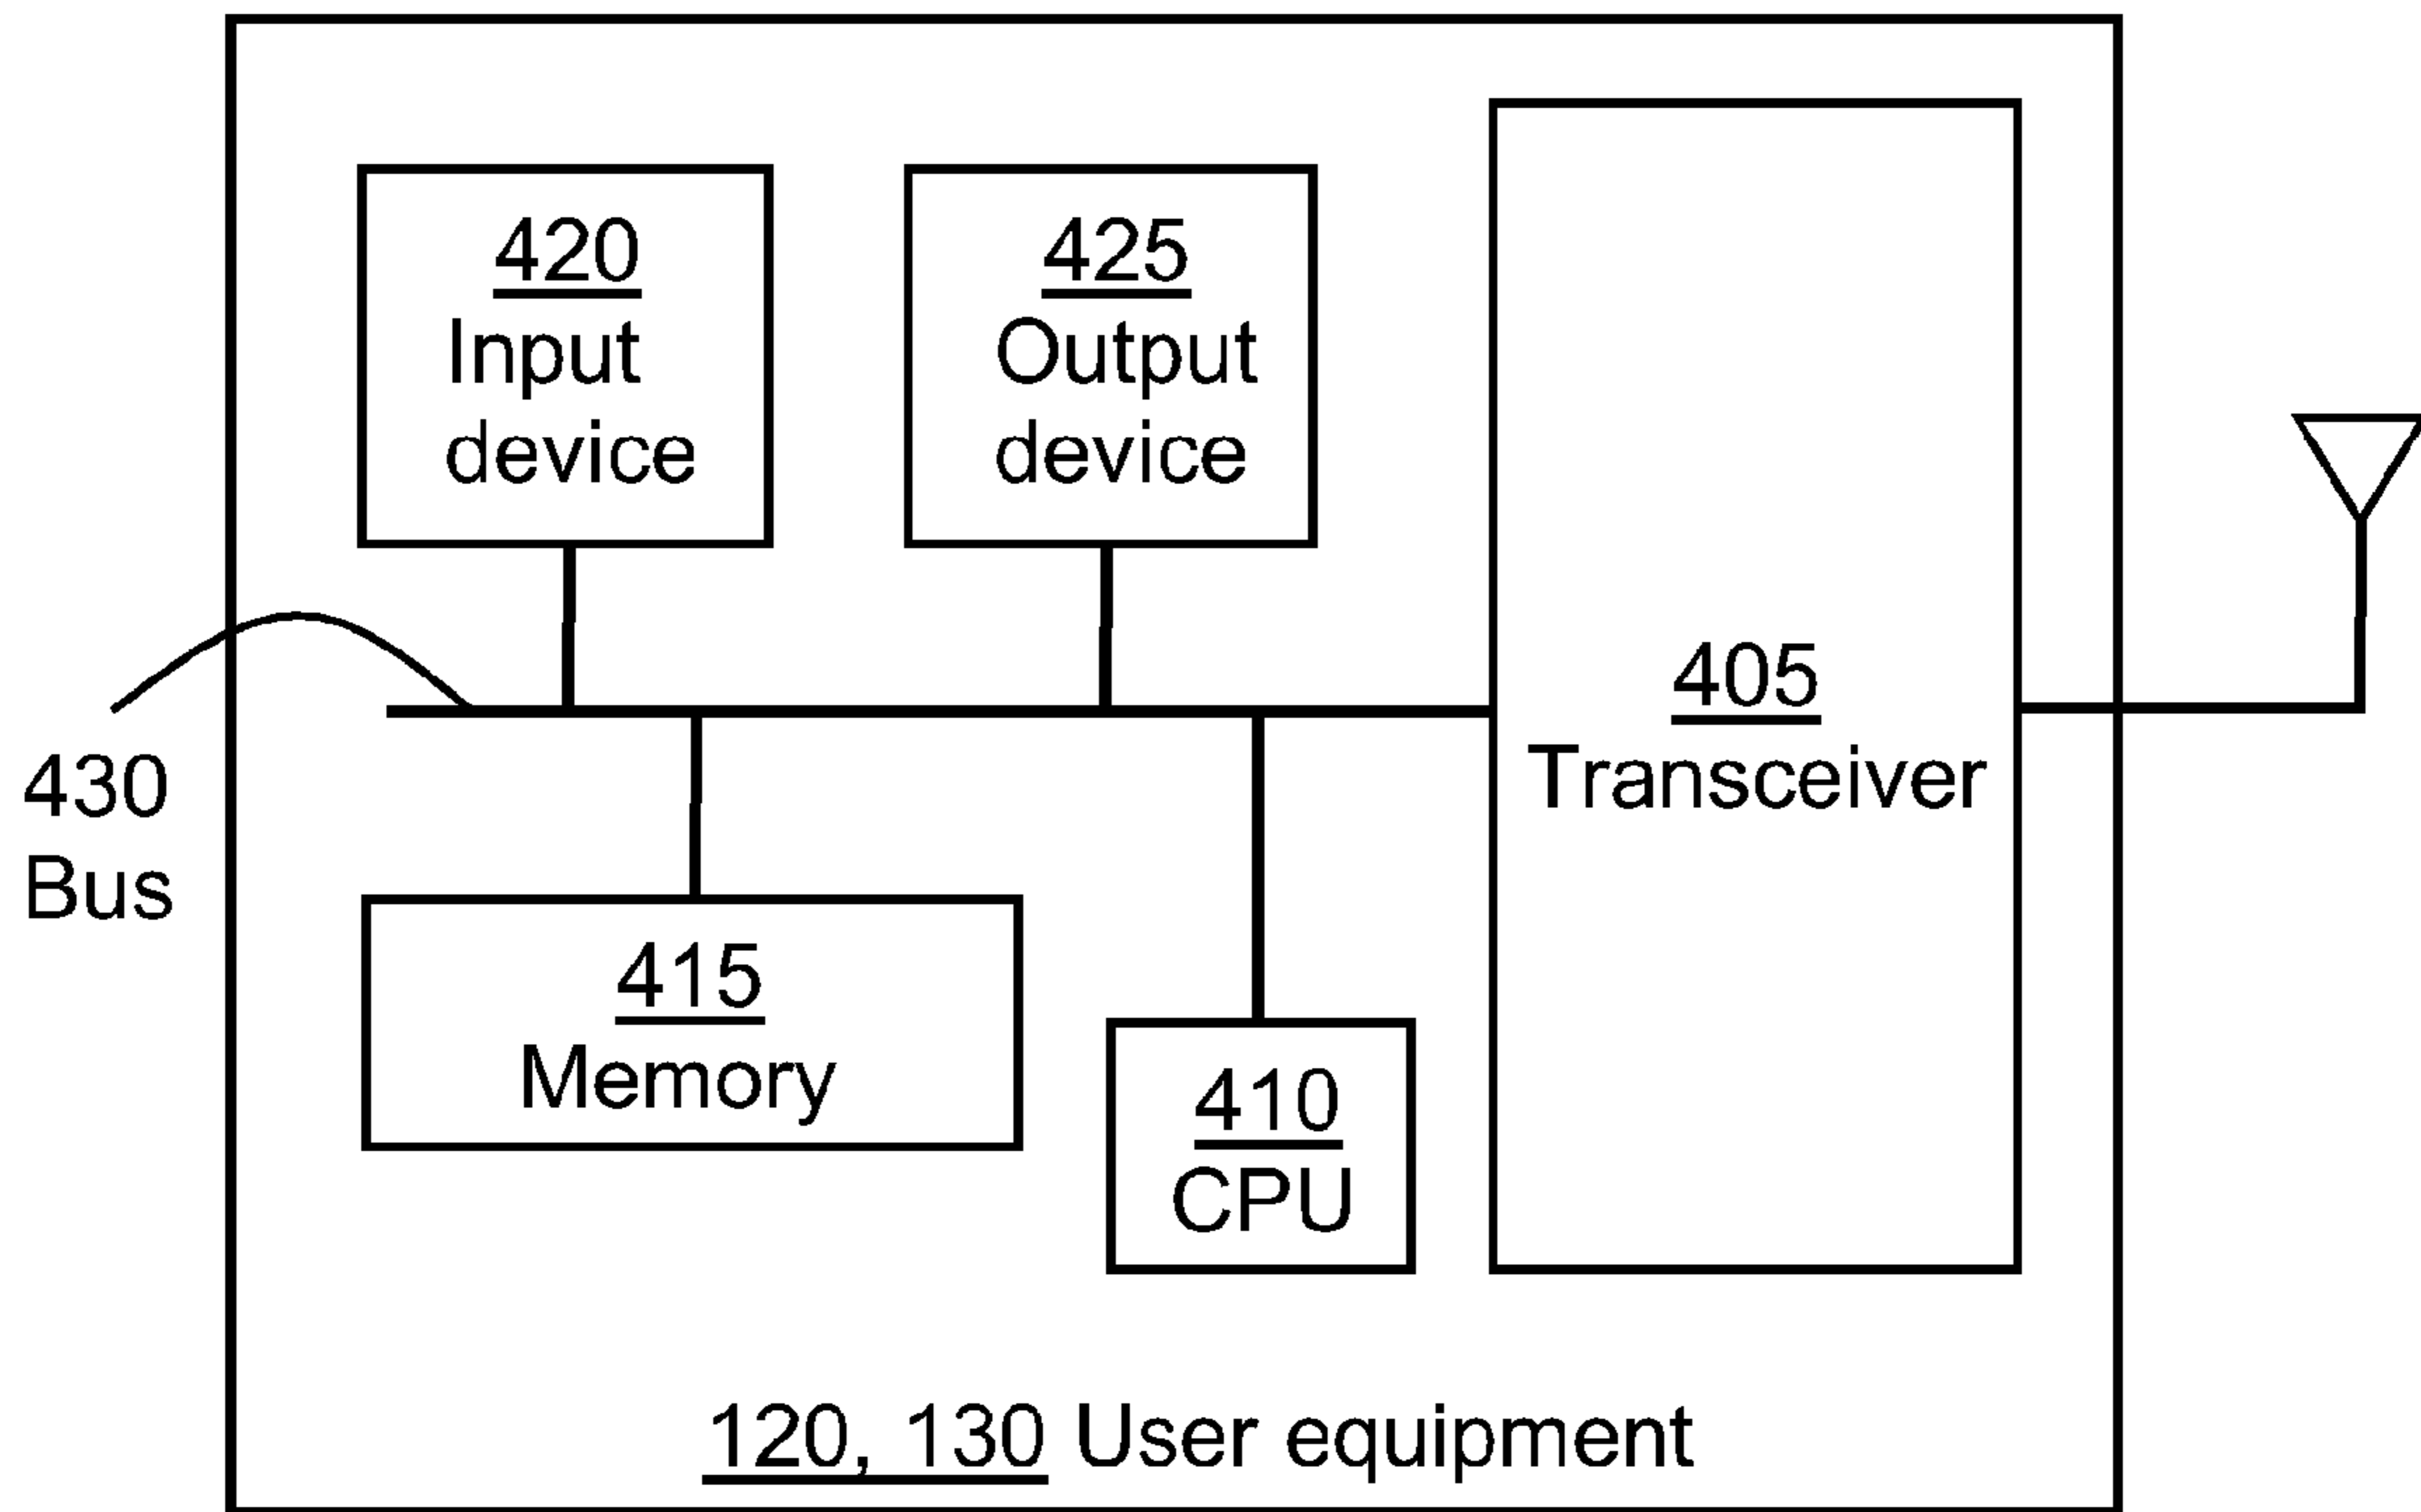 420
Input
device
425
Output
device
405
Transceiver
430
Bus
415
Memory
410
CPU
120, 130 User equipment